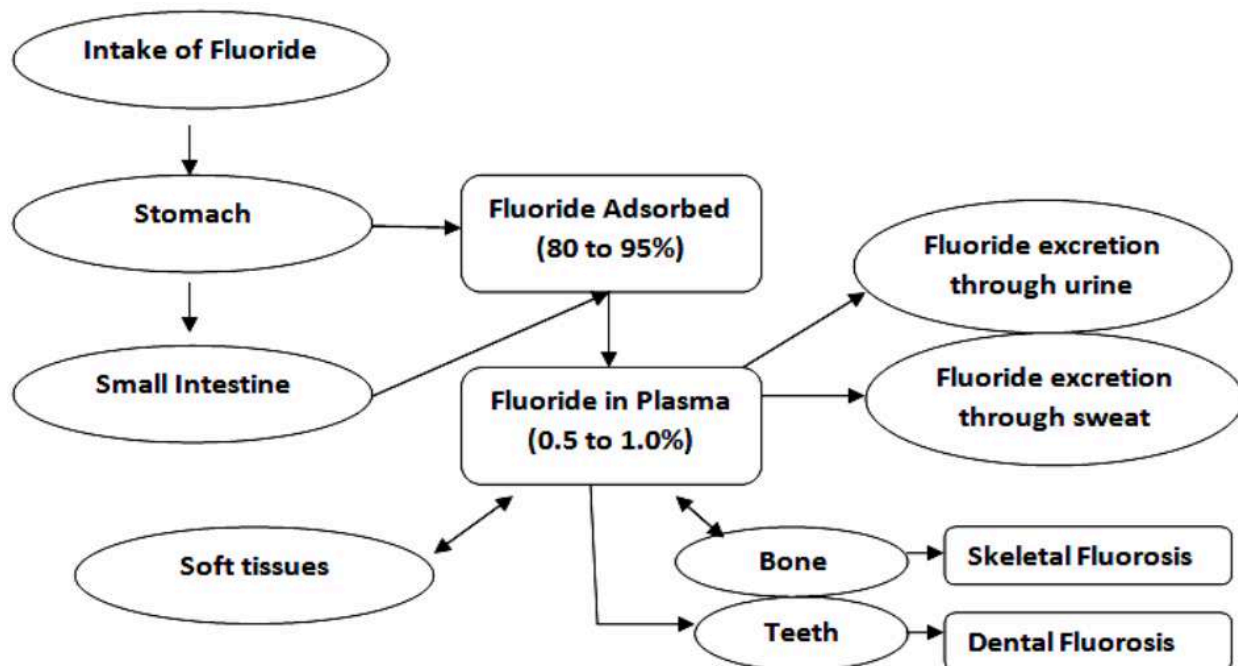 Intake of Fluoride
Stomach
Fluoride Adsorbed
(80 to 95%)
Fluoride excretion
through urine
Small Intestine
Fluoride in Plasma
(0.5 to 1.0%)
Fluoride excretion
through sweat
Soft tissues
Bone
Skeletal Fluorosis
Teeth
Dental Fluorosis